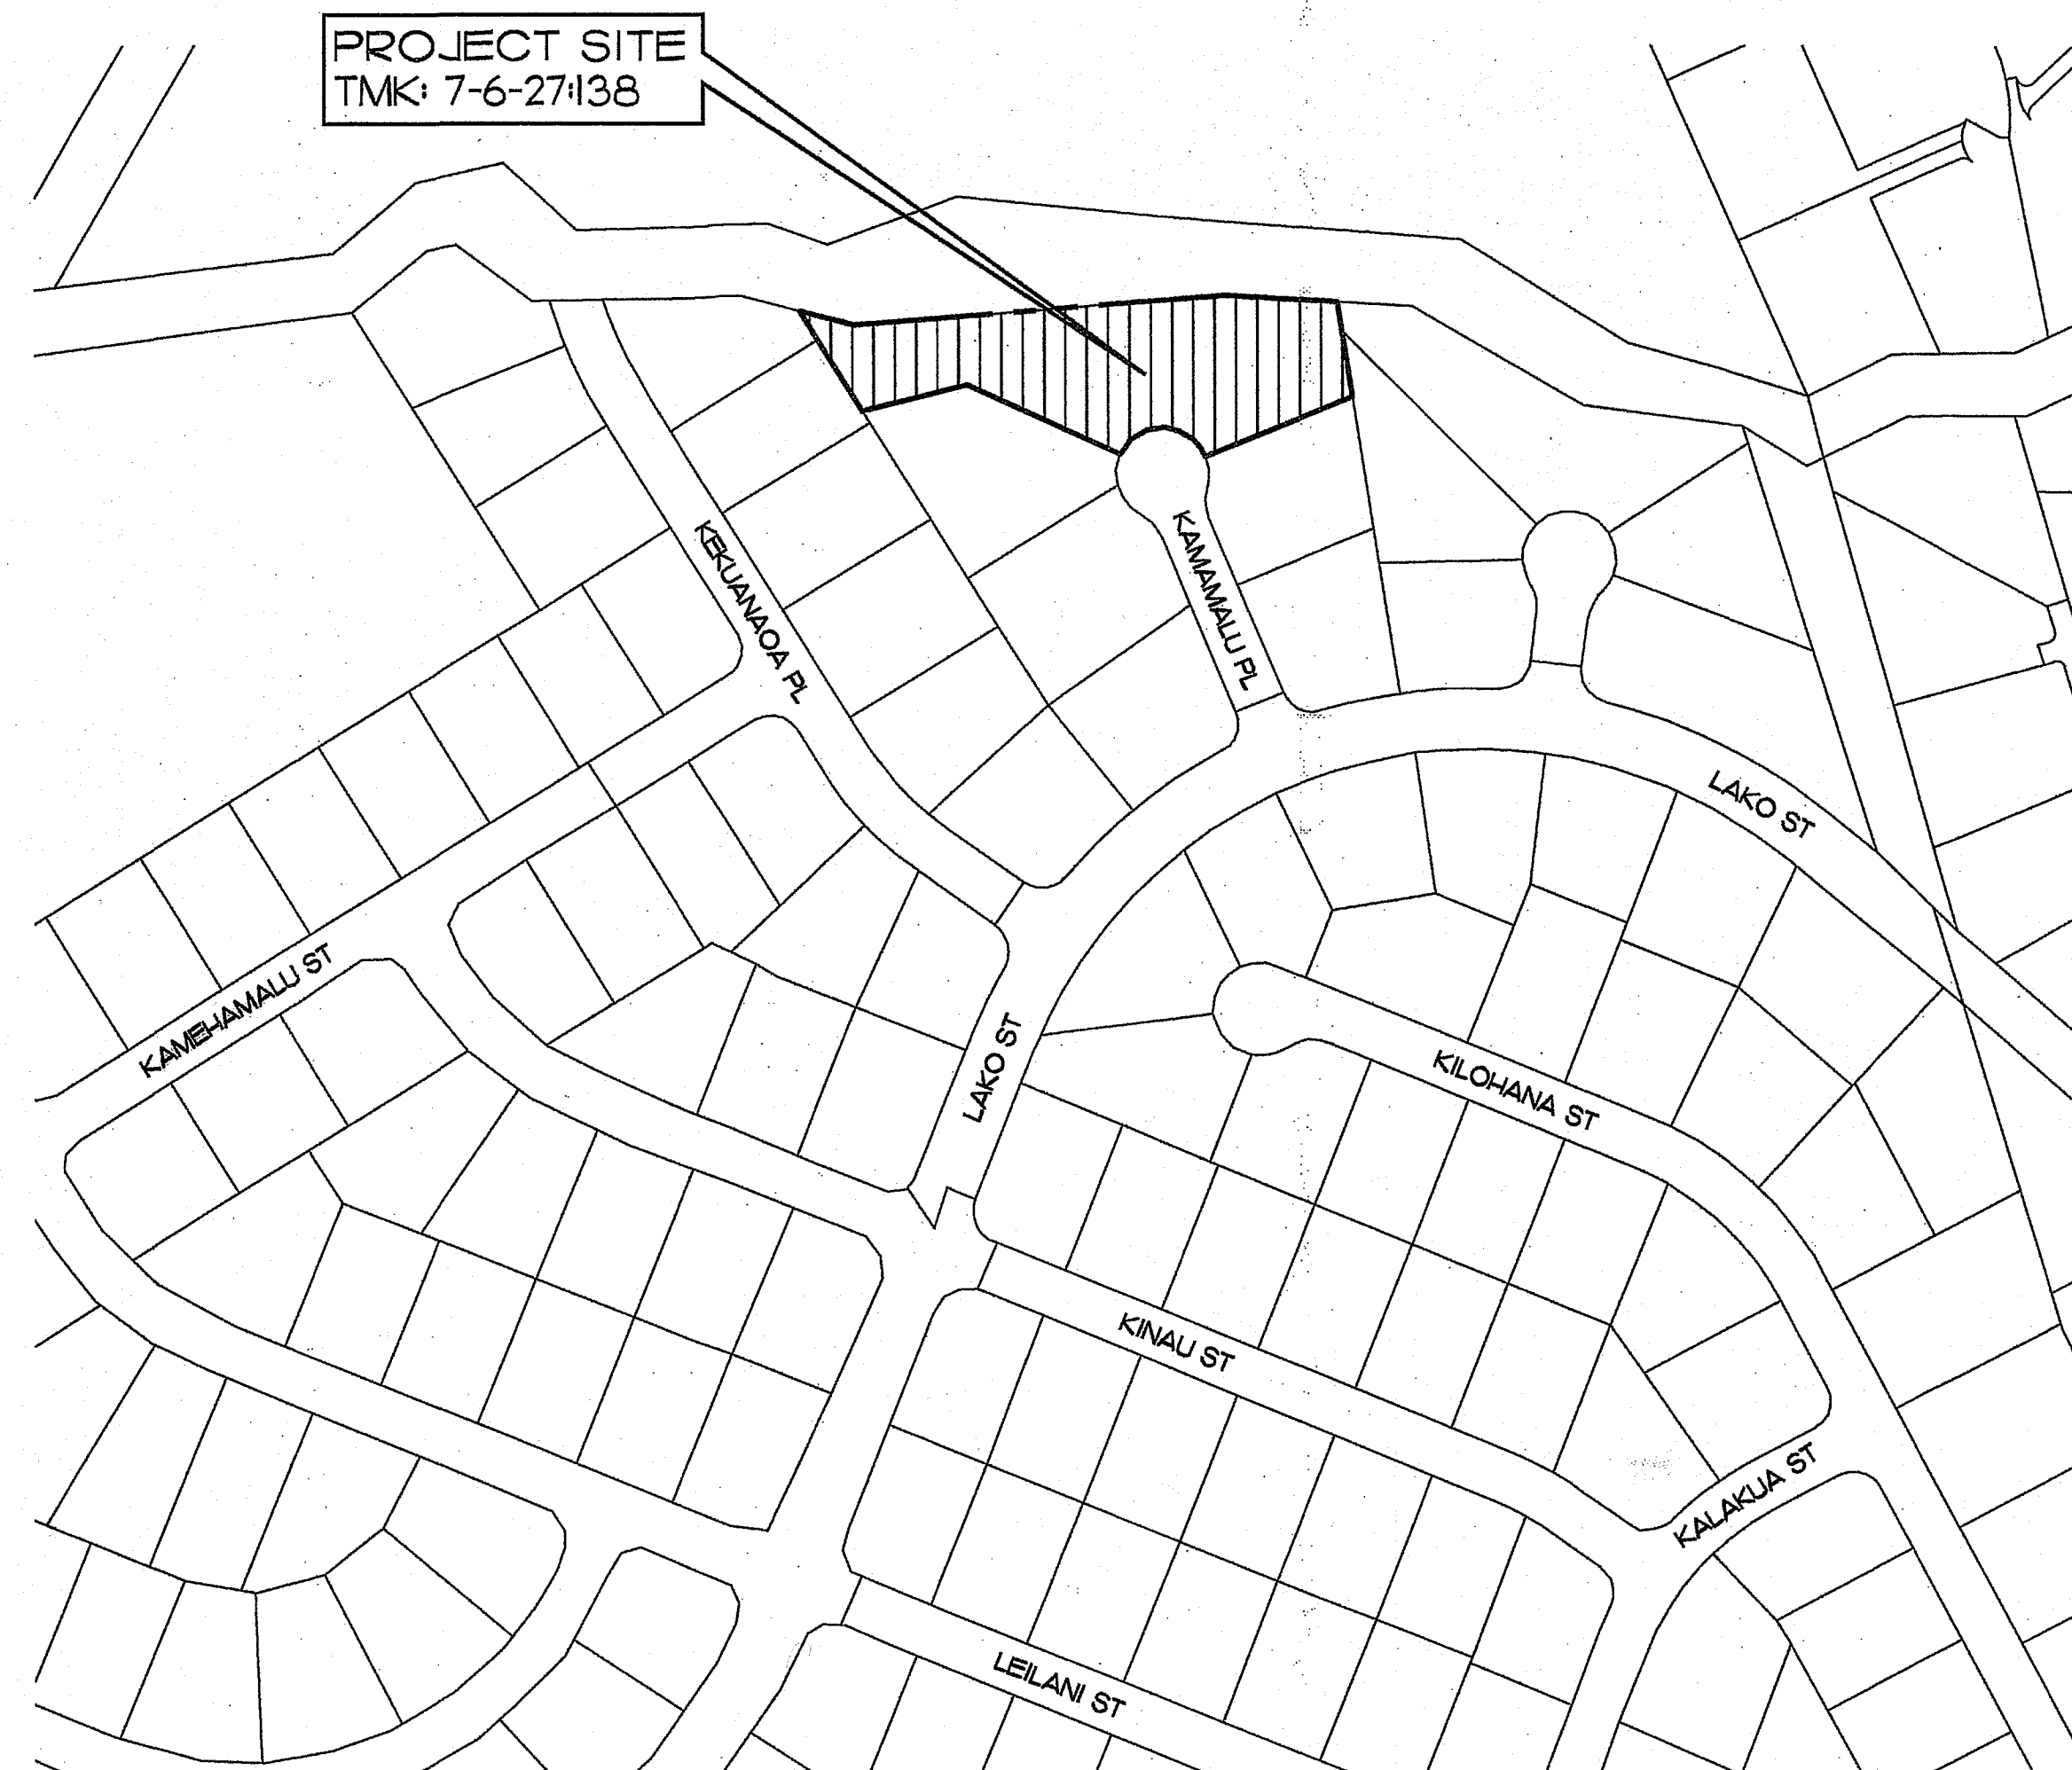 PROJECT SITE
TMK: 7-6-27:138
KEKUANAOA PL
KAMAMALU PL
LAKO ST
KAMEHAMALU ST
LAKO ST
KILOHANA ST
KINAU ST
KALAKUA ST
LEILANI ST